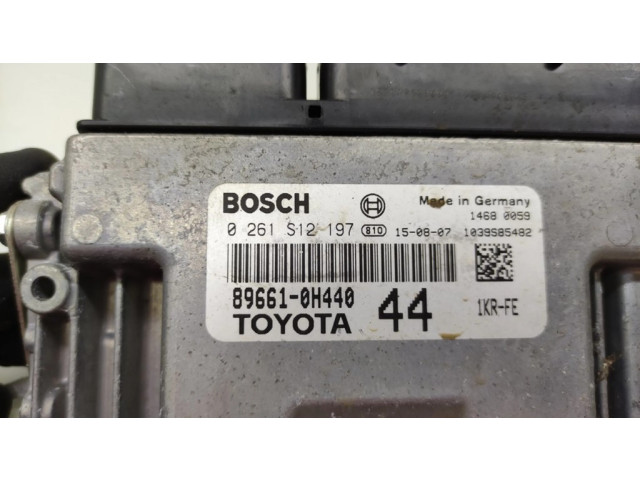 BOSCH Made in Germany
1468 0059
0 261 S12 197 810 15-08-07 1039S85482
89661-0H440
TOYOTA 44 1KR-FE